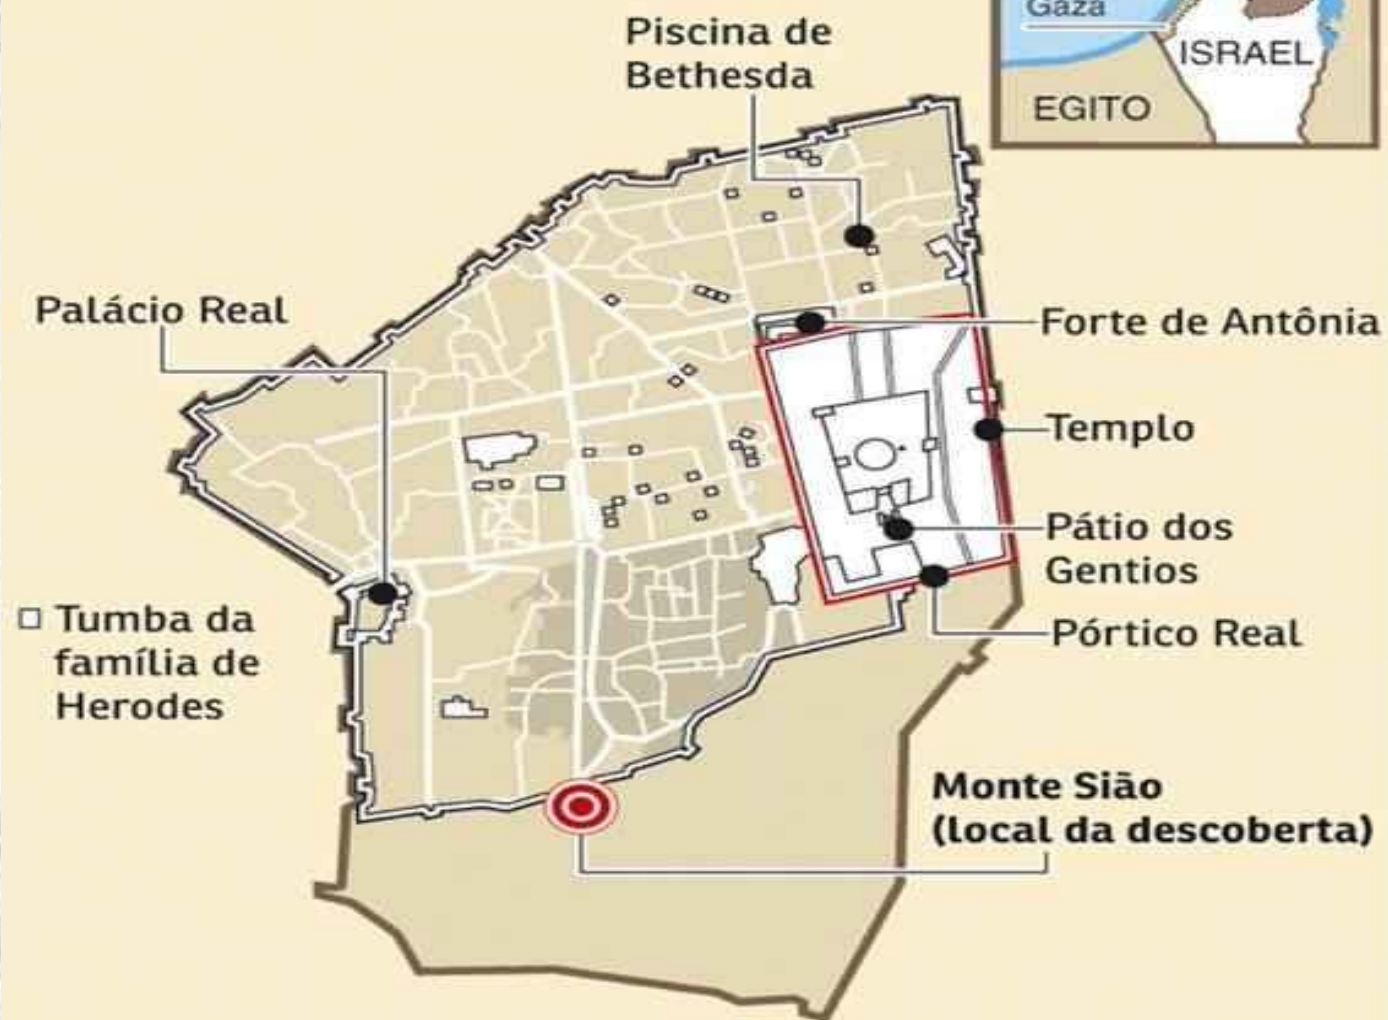 Piscina de
Bethesda
Gaza
ISRAEL
EGITO
Palácio Real
Forte de Antônia
Templo
Pátio dos
Gentios
Tumba da
família de
Herodes
Pórtico Real
Monte Sião
(local da descoberta)